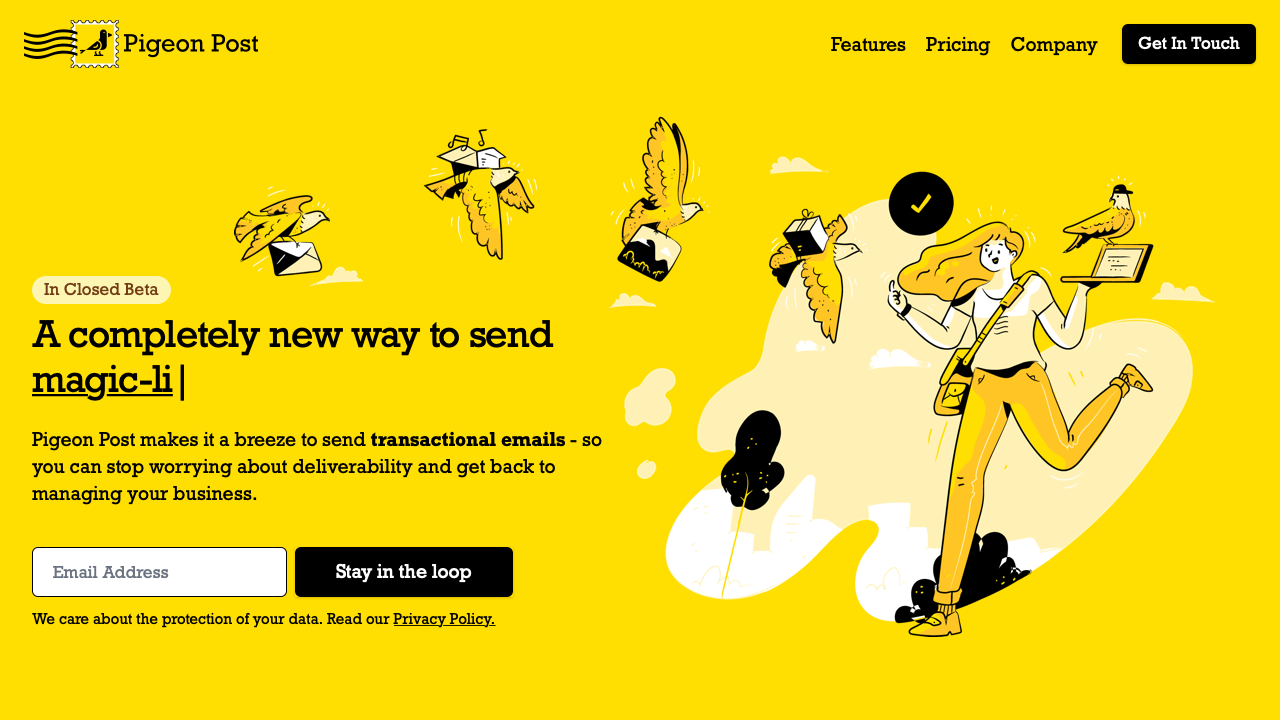 Pigeon Post
Features
Pricing
Company
Get In Touch
In Closed Beta
A completely new way to send
magic-li|
Pigeon Post makes it a breeze to send transactional emails - so
you can stop worrying about deliverability and get back to
managing your business.
Email Address
Stay in the loop
We care about the protection of your data. Read our Privacy Policy.